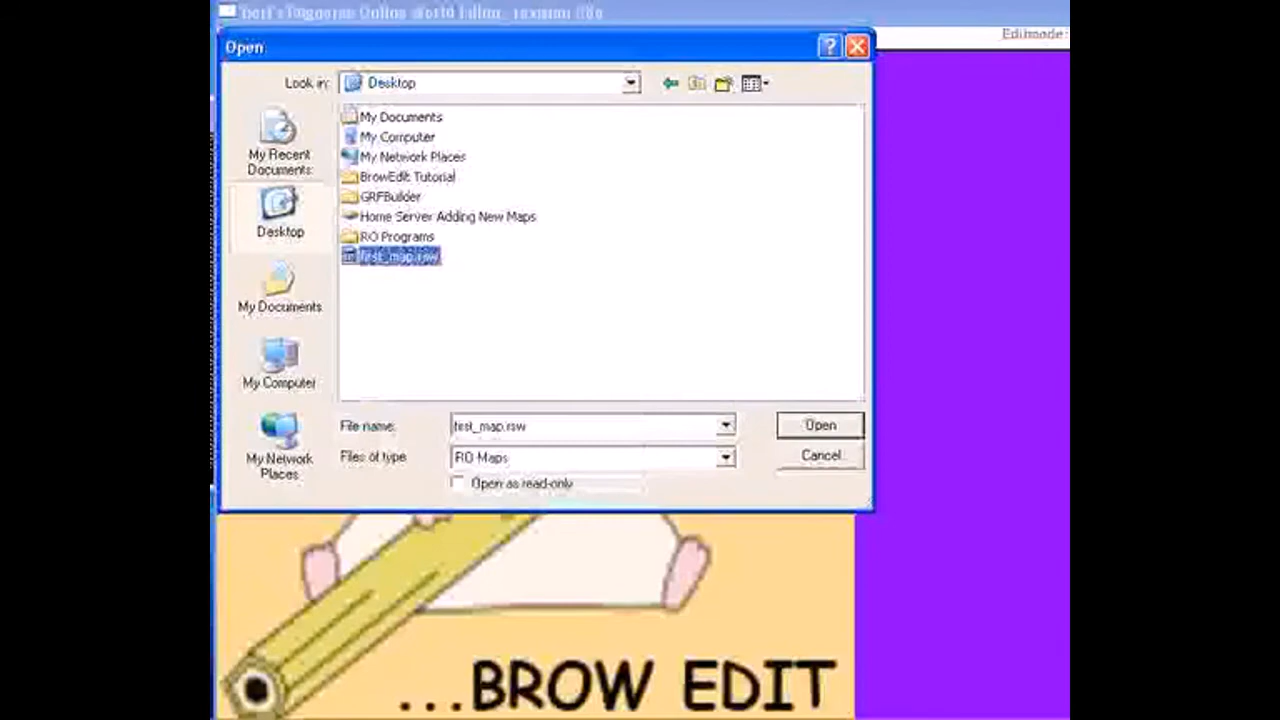 Editmode:
Open
Look in:
Desktop
My Documents
My Computer
My Network Places
BrowEdit Tutorial
GRFBuilder
Home Server Adding New Maps
RO Programs
first_map.rsw
My Recent
Documents
Desktop
My Documents
My Computer
My Network
Places
File name:
first_map.rsw
Open
Files of type
RO Maps
Cancel
Open as read-only
...BROW EDIT